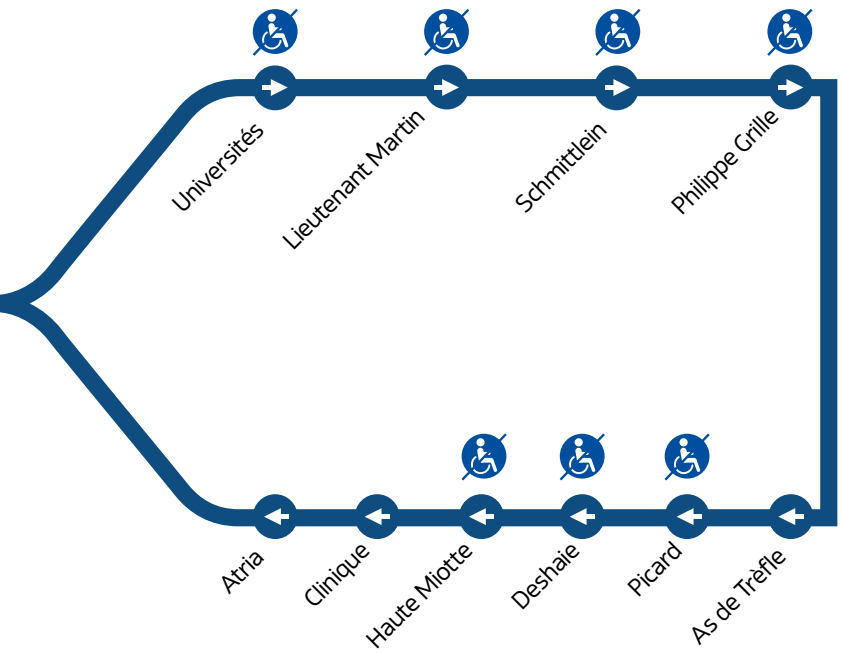 Universités
Lieutenant Martin
Schmittlein
Philippe Grille
Atria
Clinique
Haute Miotte
Deshaie
Picard
As de Trèfle